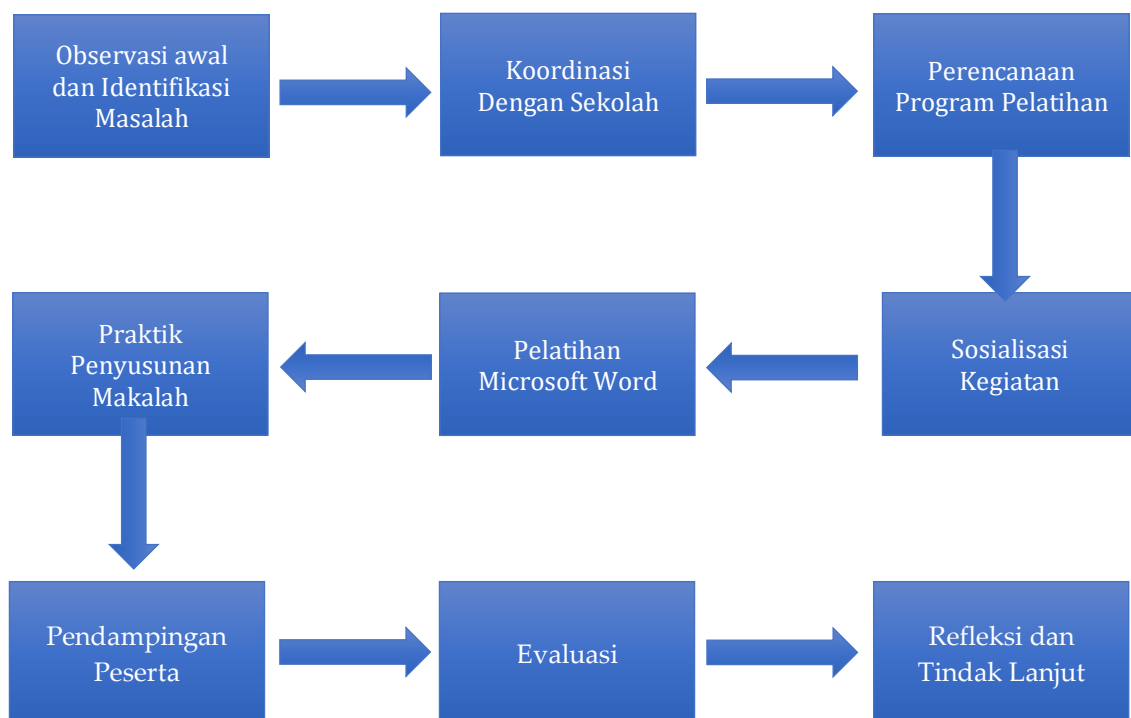 Observasi awal
dan Identifikasi
Masalah
Koordinasi
Dengan Sekolah
Perencanaan
Program Pelatihan
Sosialisasi
Kegiatan
Pelatihan
Microsoft Word
Praktik
Penyusunan
Makalah
Pendampingan
Peserta
Evaluasi
Refleksi dan
Tindak Lanjut